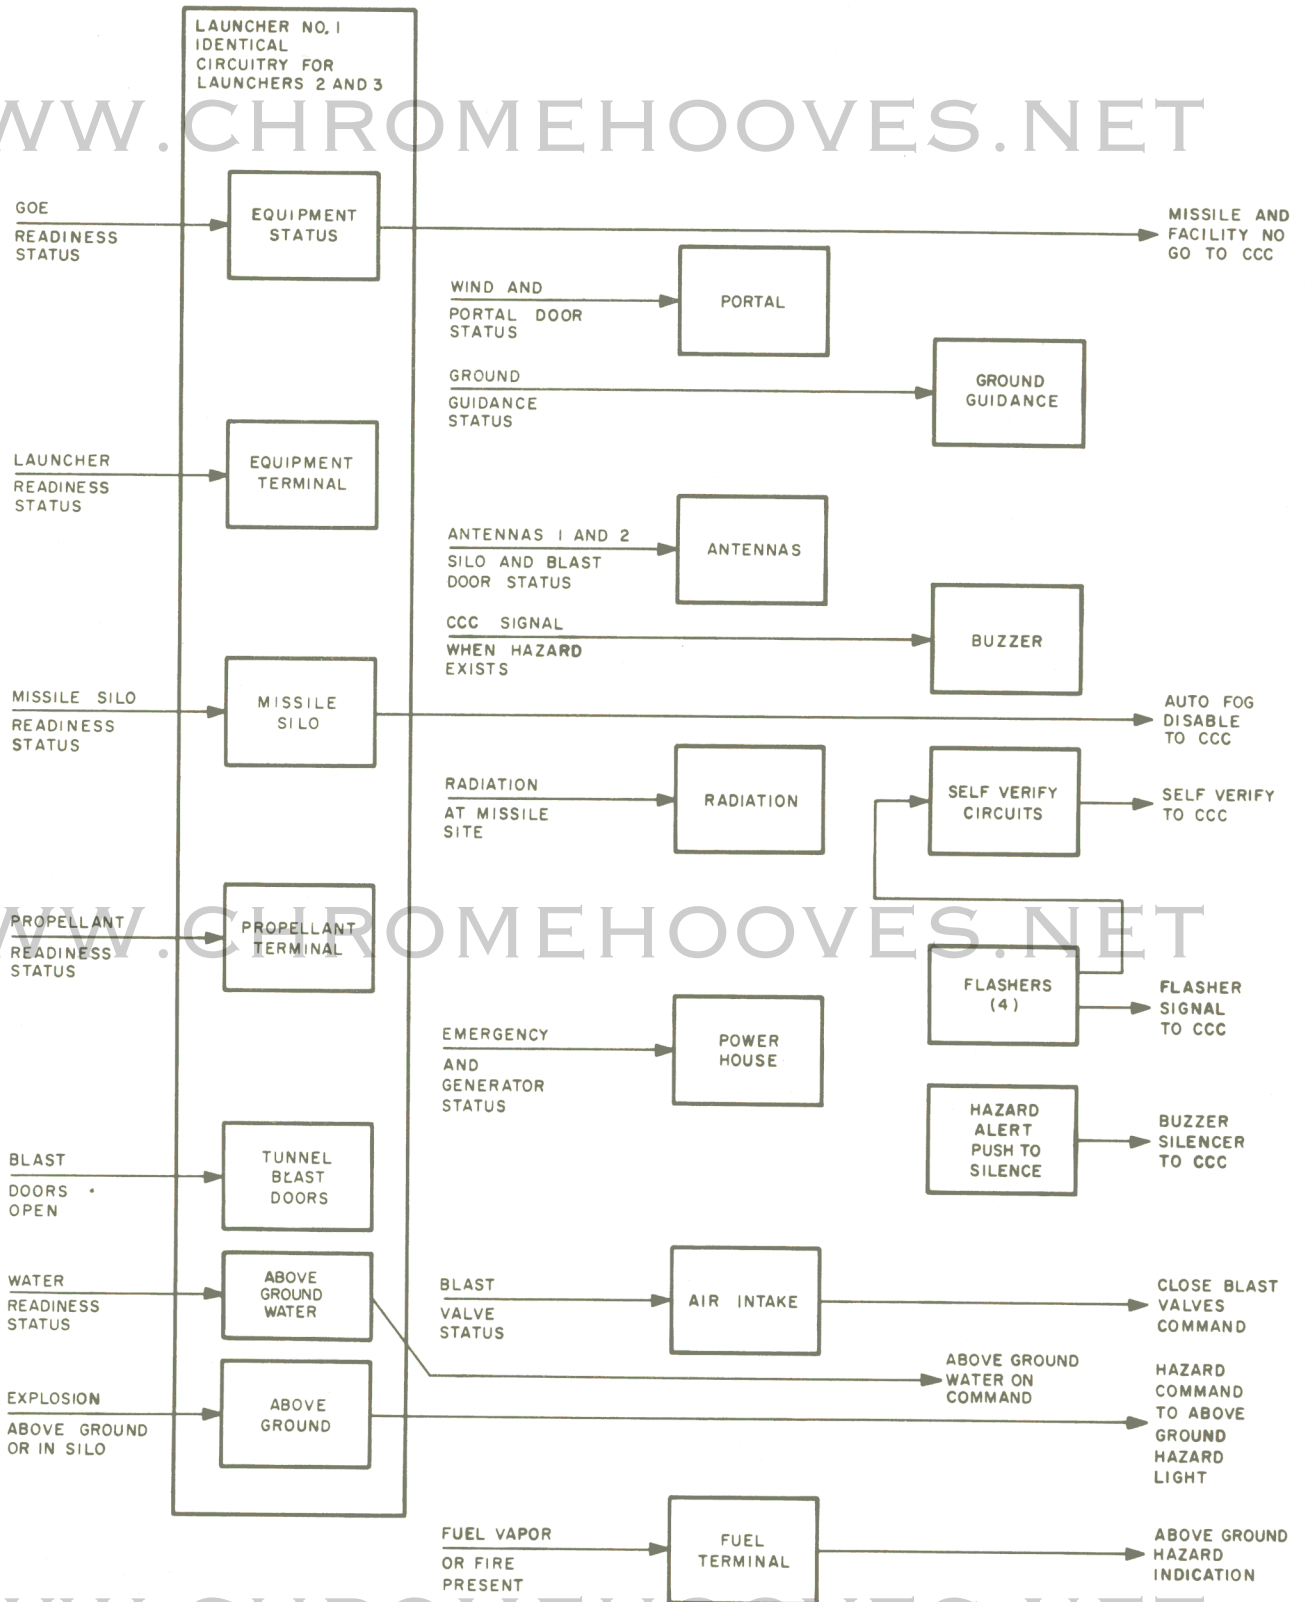 LAUNCHER NO. 1
IDENTICAL
CIRCUITRY FOR
LAUNCHERS 2 AND 3
WW.CHROMEHOOVES.NET
GOE
READINESS
STATUS
EQUIPMENT
STATUS
MISSILE AND
FACILITY NO
GO TO CCC
WIND AND
PORTAL DOOR
STATUS
PORTAL
GROUND
GUIDANCE
STATUS
GROUND
GUIDANCE
LAUNCHER
READINESS
STATUS
EQUIPMENT
TERMINAL
ANTENNAS 1 AND 2
SILO AND BLAST
DOOR STATUS
ANTENNAS
CCC SIGNAL
WHEN HAZARD
EXISTS
BUZZER
MISSILE SILO
READINESS
STATUS
MISSILE
SILO
AUTO FOG
DISABLE
TO CCC
RADIATION
AT MISSILE
SITE
RADIATION
SELF VERIFY
CIRCUITS
SELF VERIFY
TO CCC
PROPELLANT
READINESS
STATUS
PROPELLANT
TERMINAL
WW.CHROMEHOOVES.NET
FLASHERS
(4)
FLASHER
SIGNAL
TO CCC
EMERGENCY
AND
GENERATOR
STATUS
POWER
HOUSE
HAZARD
ALERT
PUSH TO
SILENCE
BUZZER
SILENCER
TO CCC
BLAST
DOORS
OPEN
TUNNEL
BLAST
DOORS
WATER
READINESS
STATUS
ABOVE
GROUND
WATER
BLAST
VALVE
STATUS
AIR INTAKE
CLOSE BLAST
VALVES
COMMAND
ABOVE GROUND
WATER ON
COMMAND
EXPLOSION
ABOVE GROUND
OR IN SILO
ABOVE
GROUND
HAZARD
COMMAND
TO ABOVE
GROUND
HAZARD
LIGHT
FUEL VAPOR
OR FIRE
PRESENT
FUEL
TERMINAL
ABOVE GROUND
HAZARD
INDICATION
WW.CHROMEHOOVES.NET